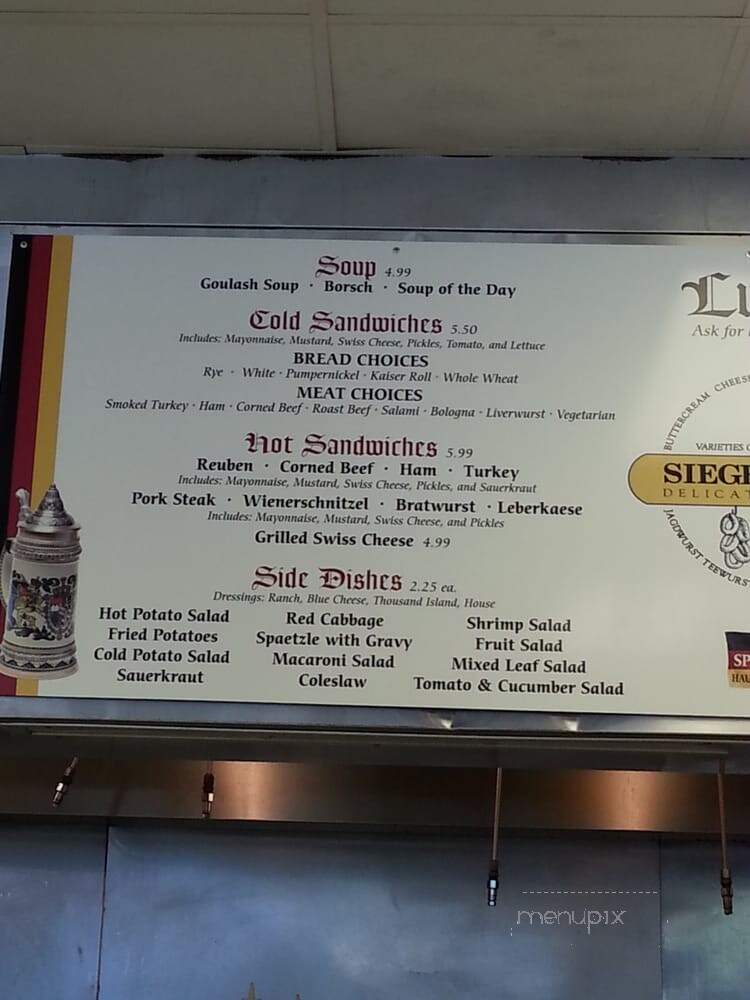 Soup 4.99
Goulash Soup · Borsch · Soup of the Day
Cold Sandwiches 5.50
Includes: Mayonnaise, Mustard, Swiss Cheese, Pickles, Tomato, and Lettuce
BREAD CHOICES
Rye · White · Pumpernickel · Kaiser Roll · Whole Wheat
MEAT CHOICES
Smoked Turkey · Ham · Corned Beef · Roast Beef · Salami · Bologna · Liverwurst · Vegetarian
Hot Sandwiches 5.99
Reuben · Corned Beef · Ham · Turkey
Includes: Mayonnaise, Mustard, Swiss Cheese, Pickles, and Sauerkraut
Pork Steak · Wienerschnitzel · Bratwurst · Leberkaese
Includes: Mayonnaise, Mustard, Swiss Cheese, and Pickles
Grilled Swiss Cheese 4.99
Side Dishes 2.25 ea.
Dressings: Ranch, Blue Cheese, Thousand Island, House
Hot Potato Salad Red Cabbage Shrimp Salad
Fried Potatoes Spaetzle with Gravy Fruit Salad
Cold Potato Salad Macaroni Salad Mixed Leaf Salad
Sauerkraut Coleslaw Tomato & Cucumber Salad
Lu
Ask for
BUTTERCREAM CHEESE
VARIETIES
SIEGE
DELICAT
JAGDWURST TEEWURS
SP
HAU
menupix